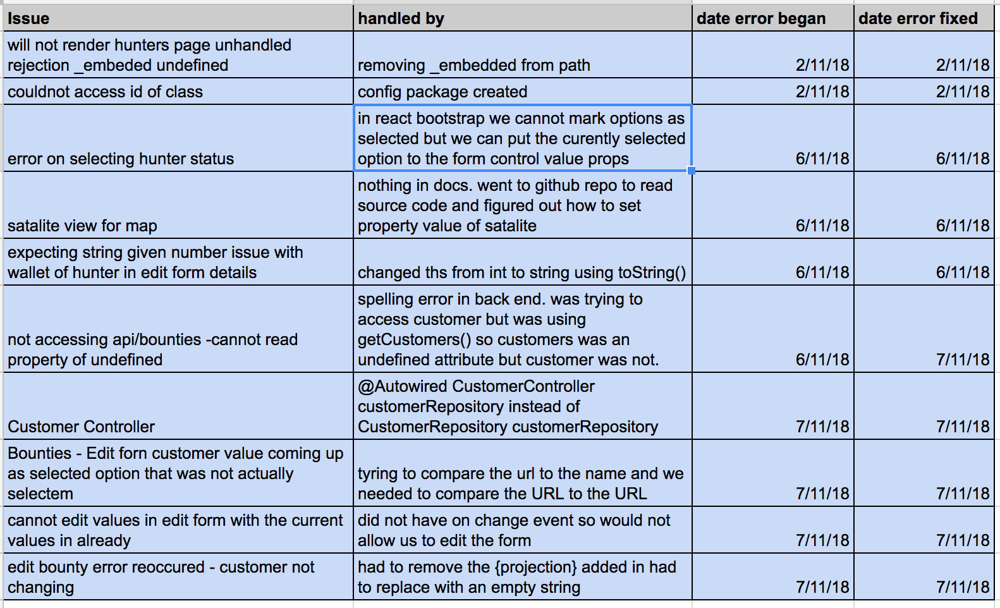 Issue handled by date error began date error fixed
will not render hunters page unhandled
rejection _embeded undefined
removing _embedded from path
2/11/18 2/11/18
couldnot access id of class config package created 2/11/18 2/11/18
error on selecting hunter status
in react bootstrap we cannot mark options as
selected but we can put the curently selected
option to the form control value props
6/11/18 6/11/18
satalite view for map
nothing in docs. went to github repo to read
source code and figured out how to set
property value of satalite
6/11/18 6/11/18
expecting string given number issue with
wallet of hunter in edit form details
changed ths from int to string using toString()
6/11/18 6/11/18
not accessing api/bounties -cannot read
property of undefined
spelling error in back end. was trying to
access customer but was using
getCustomers() so customers was an
undefined attribute but customer was not.
6/11/18 7/11/18
Customer Controller
@Autowired CustomerController
customerRepository instead of
CustomerRepository customerRepository
7/11/18 7/11/18
Bounties - Edit forn customer value coming up
as selected option that was not actually
selectem
tyring to compare the url to the name and we
needed to compare the URL to the URL
7/11/18 7/11/18
cannot edit values in edit form with the current
values in already
did not have on change event so would not
allow us to edit the form
7/11/18 7/11/18
edit bounty error reoccured - customer not
changing
had to remove the {projection} added in had
to replace with an empty string
7/11/18 7/11/18